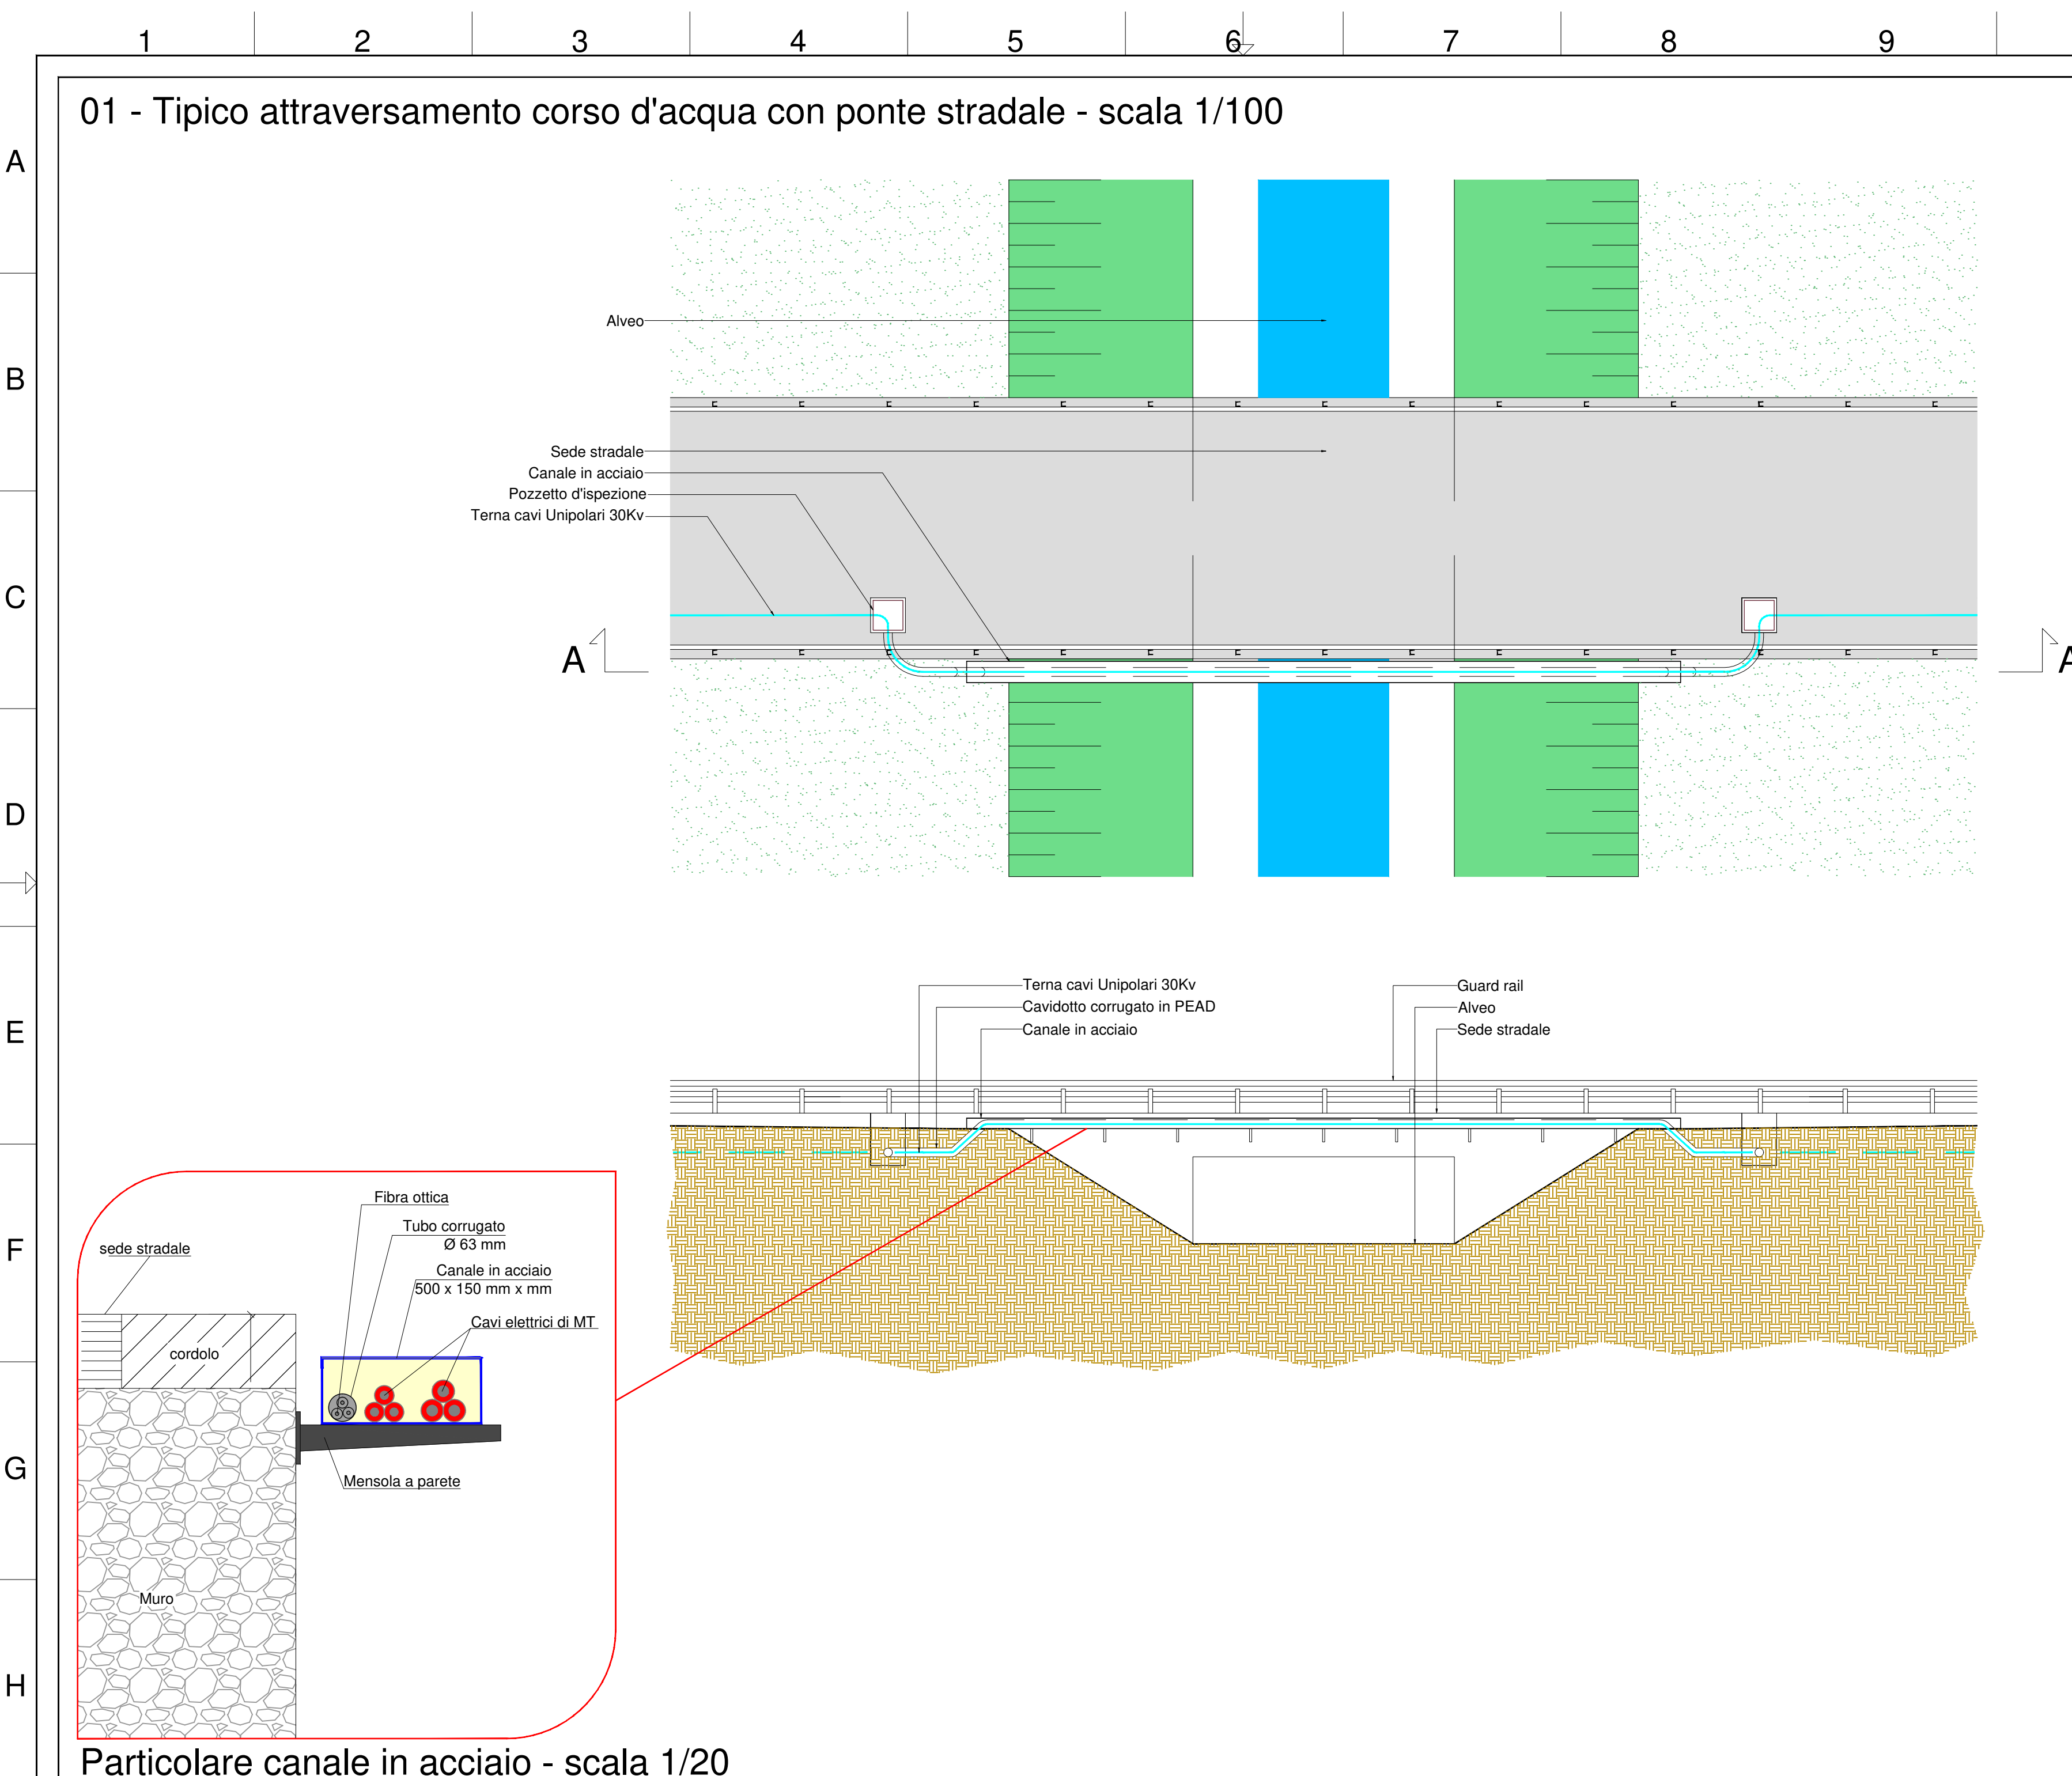 1 2 3 4 5 6 7 8 9
01 - Tipico attraversamento corso d'acqua con ponte stradale - scala 1/100
A
B
C
D
E
F
G
H
Alveo
Sede stradale
Canale in acciaio
Pozzetto d'ispezione
Terna cavi Unipolari 30Kv
A
A
Terna cavi Unipolari 30Kv
Cavidotto corrugato in PEAD
Canale in acciaio
Guard rail
Alveo
Sede stradale
Fibra ottica
Tubo corrugato
Ø 63 mm
sede stradale
Canale in acciaio
500 x 150 mm x mm
Cavi elettrici di MT
cordolo
Mensola a parete
Muro
Particolare canale in acciaio - scala 1/20